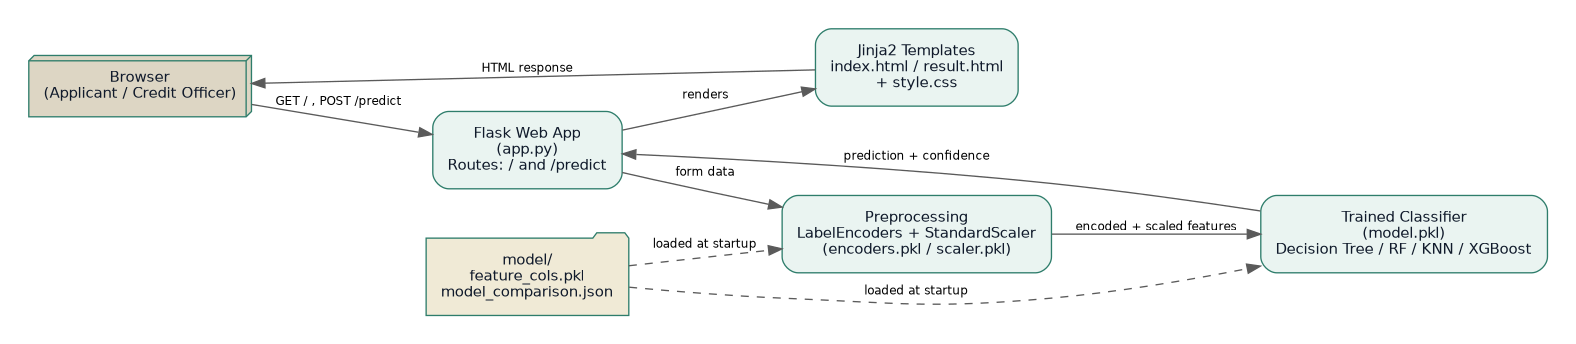 Browser
(Applicant / Credit Officer)
HTML response
GET / , POST /predict
Jinja2 Templates
index.html / result.html
+ style.css
renders
Flask Web App
(app.py)
Routes: / and /predict
prediction + confidence
form data
Preprocessing
LabelEncoders + StandardScaler
(encoders.pkl / scaler.pkl)
encoded + scaled features
Trained Classifier
(model.pkl)
Decision Tree / RF / KNN / XGBoost
model/
feature_cols.pkl
model_comparison.json
loaded at startup
loaded at startup